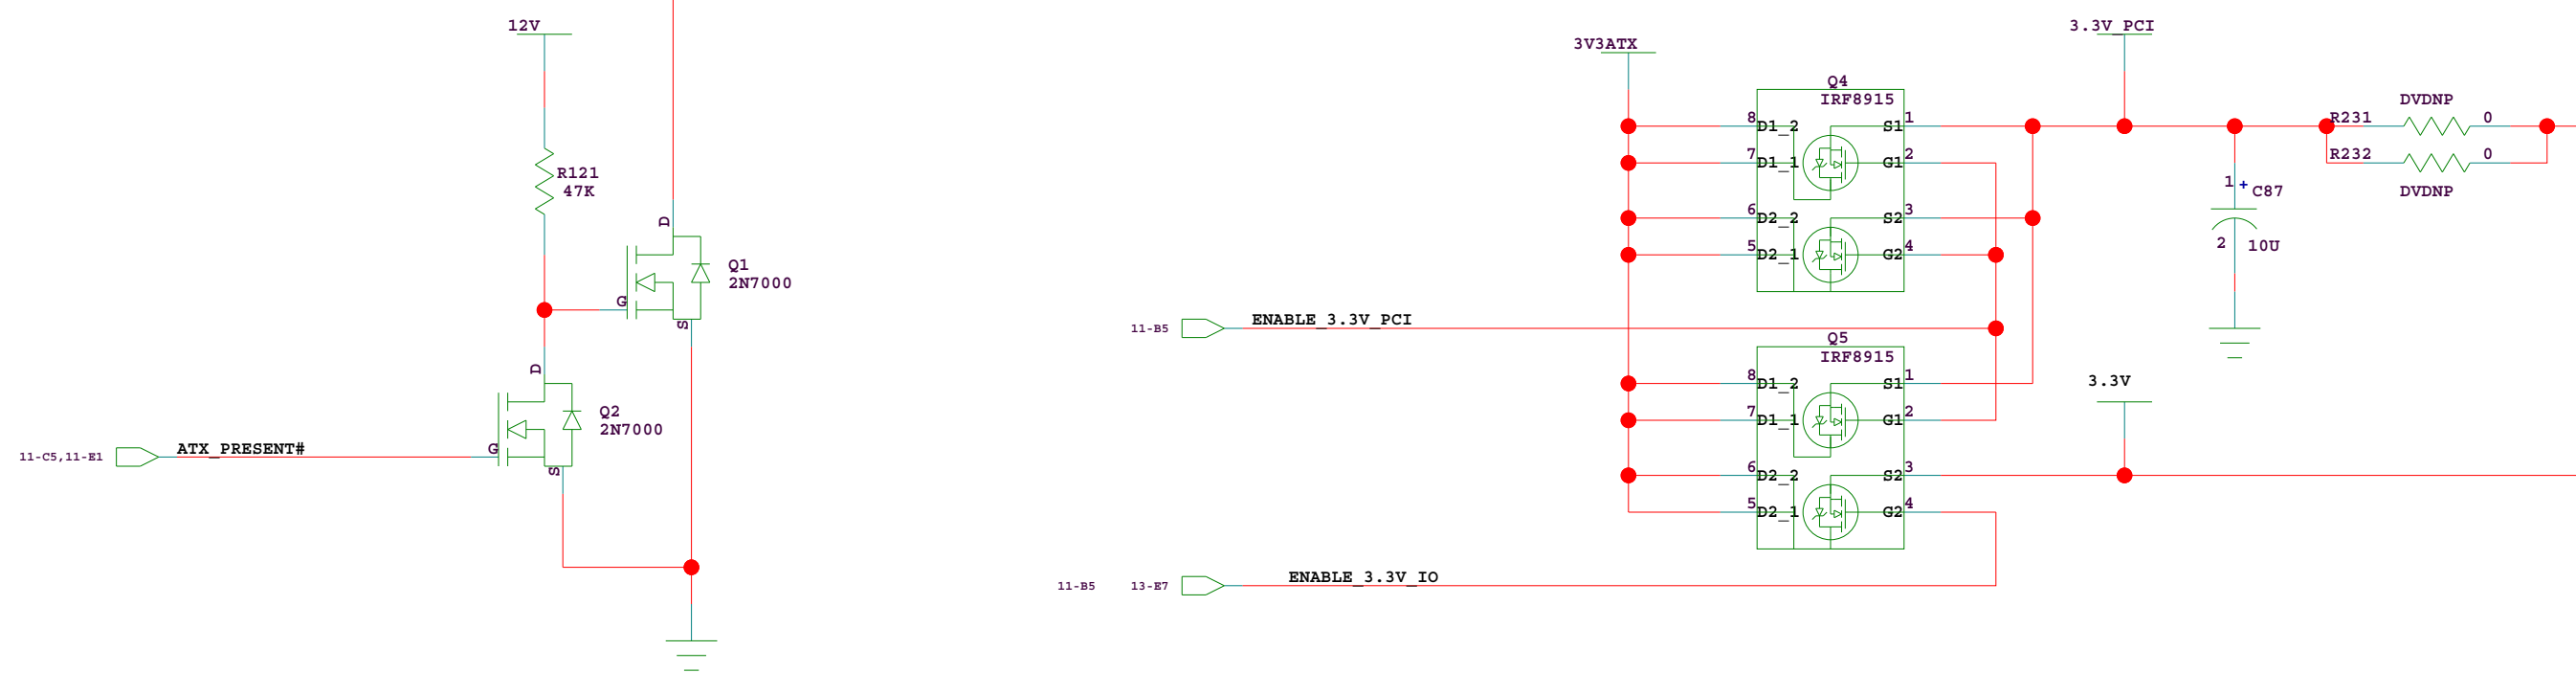 12V
R121
47K
D
Q1
2N7000
G
S
D
Q2
2N7000
G
S
11-C5,11-E1
ATX_PRESENT#
3V3ATX
Q4
IRF8915
8 D1_2 S1 1
7 D1_1 G1 2
6 D2_2 S2 3
5 D2_1 G2 4
11-B5
ENABLE_3.3V_PCI
Q5
IRF8915
8 D1_2 S1 1
7 D1_1 G1 2
6 D2_2 S2 3
5 D2_1 G2 4
11-B5 13-E7
ENABLE_3.3V_IO
3.3V_PCI
DVDNP
R231 0
R232 0
DVDNP
1 + C87
2 10U
3.3V